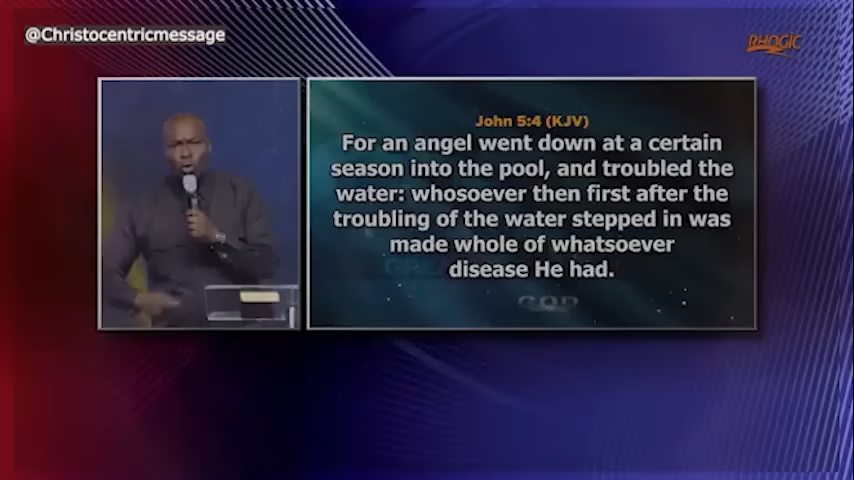 @Christocentricmessage
RHOGIC
John 5:4 (KJV)
For an angel went down at a certain
season into the pool, and troubled the
water: whosoever then first after the
troubling of the water stepped in was
made whole of whatsoever
disease He had.
GOD